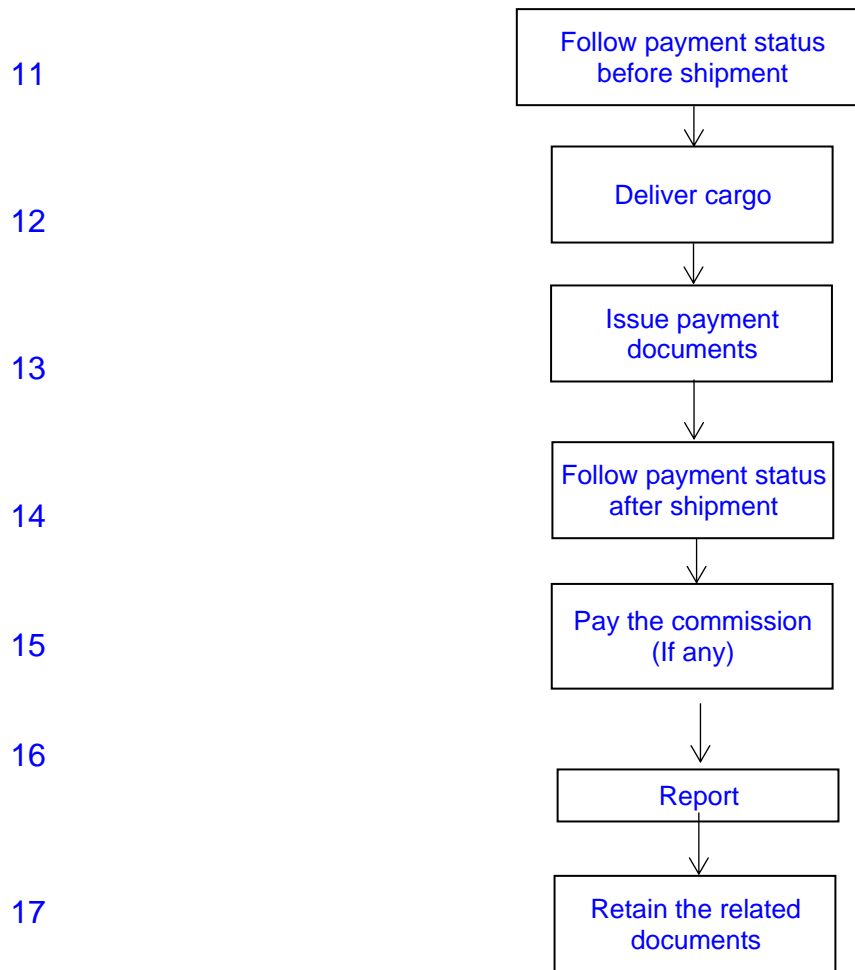 11
Follow payment status
before shipment
12
Deliver cargo
13
Issue payment
documents
14
Follow payment status
after shipment
15
Pay the commission
(If any)
16
Report
17
Retain the related
documents